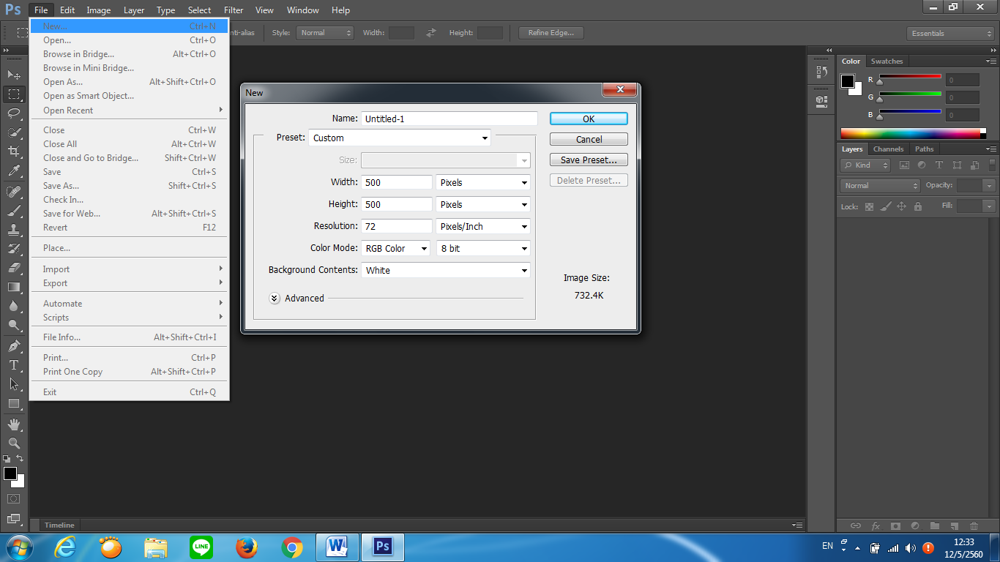 Ps File Edit Image Layer Type Select Filter View Window Help
nti-alias Style: Normal Width: Height: Refine Edge... Essentials
New... Ctrl+N
Open... Ctrl+O
Browse in Bridge... Alt+Ctrl+O
Browse in Mini Bridge...
Open As... Alt+Shift+Ctrl+O
Open as Smart Object...
Open Recent
Close Ctrl+W
Close All Alt+Ctrl+W
Close and Go to Bridge... Shift+Ctrl+W
Save Ctrl+S
Save As... Shift+Ctrl+S
Check In...
Save for Web... Alt+Shift+Ctrl+S
Revert F12
Place...
Import
Export
Automate
Scripts
File Info... Alt+Shift+Ctrl+I
Print... Ctrl+P
Print One Copy Alt+Shift+Ctrl+P
Exit Ctrl+Q
T
New
Name: Untitled-1
Preset: Custom
Size:
Width: 500 Pixels
Height: 500 Pixels
Resolution: 72 Pixels/Inch
Color Mode: RGB Color 8 bit
Background Contents: White
Advanced
OK
Cancel
Save Preset...
Delete Preset...
Image Size:
732.4K
Color Swatches
R 0
G 0
B 0
Layers Channels Paths
Kind T
Normal Opacity:
Lock: Fill:
fx
Timeline
LINE
W
Ps
EN
12:33
12/5/2560